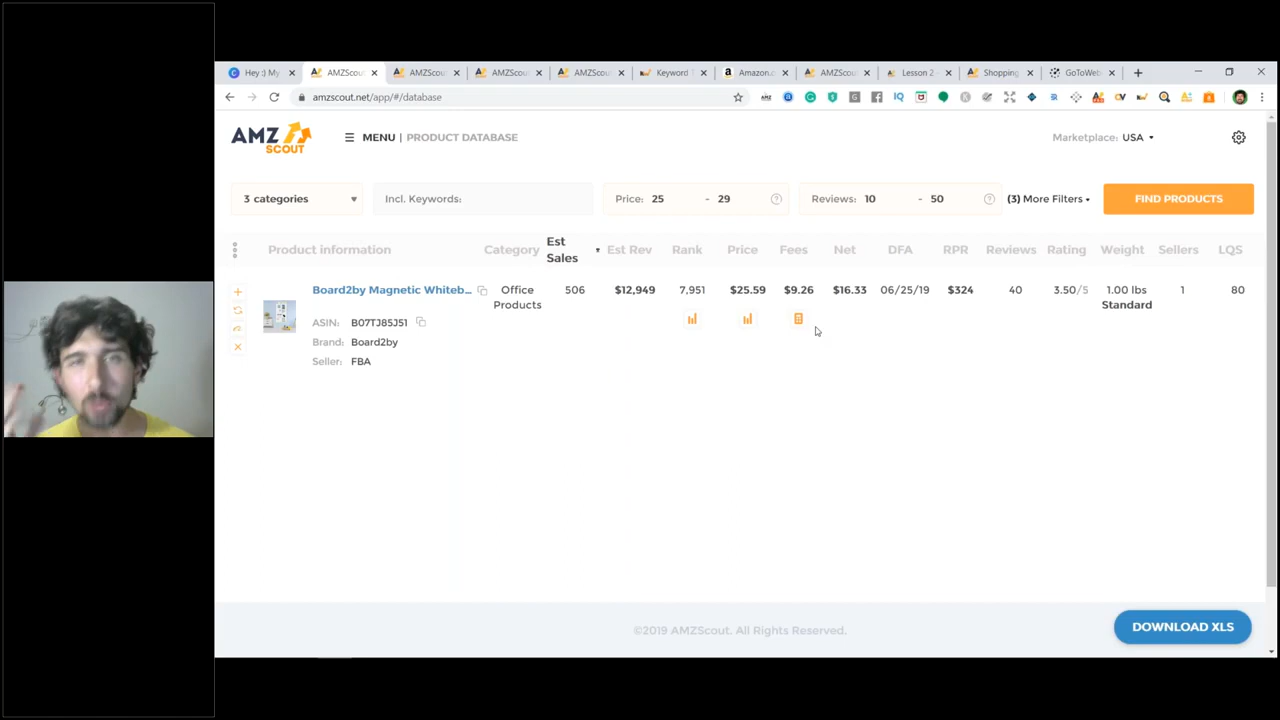 Hey :) My
AMZScou
AMZScou
AMZScou
AMZScou
Keyword
Amazon.c
AMZScou
Lesson 2 -
Shopping
GoToWeb
amzscout.net/app/#/database
AMZ
SCOUT
MENU | PRODUCT DATABASE
Marketplace: USA
3 categories
Incl. Keywords:
Price: 25 - 29
Reviews: 10 - 50
(3) More Filters
FIND PRODUCTS
Product information
Category
Est
Sales
Est Rev
Rank
Price
Fees
Net
DFA
RPR
Reviews
Rating
Weight
Sellers
LQS
Board2by Magnetic Whiteb...
Office
Products
506
$12,949
7,951
$25.59
$9.26
$16.33
06/25/19
$324
40
3.50/5
1.00 lbs
Standard
1
80
ASIN: B07TJ85J51
Brand: Board2by
Seller: FBA
©2019 AMZScout. All Rights Reserved.
DOWNLOAD XLS